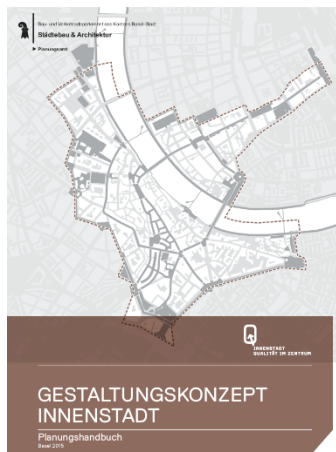 Bau- und Verkehrsdepartement des Kantons Basel-Stadt
Städtebau & Architektur
Planungsamt
INNENSTADT
QUALITÄT IM ZENTRUM
GESTALTUNGSKONZEPT
INNENSTADT
Planungshandbuch
Basel 2015